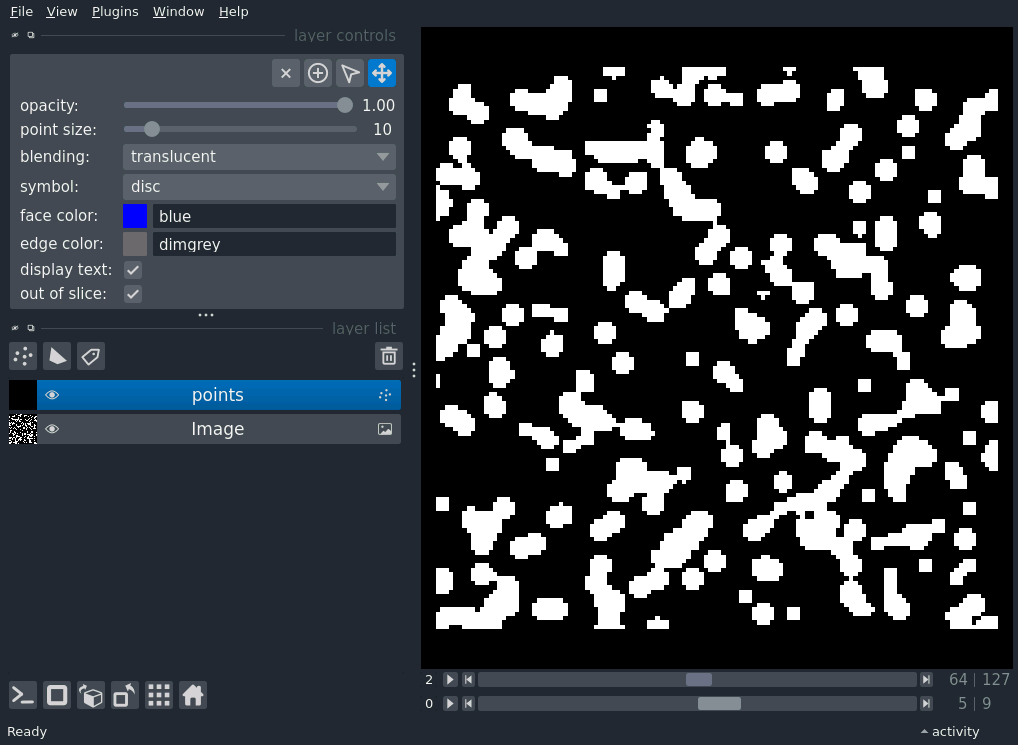 File View Plugins Window Help
layer controls
opacity: 1.00
point size: 10
blending: translucent
symbol: disc
face color: blue
edge color: dimgrey
display text:
out of slice:
layer list
points
Image
2 64 | 127
0 5 | 9
Ready activity